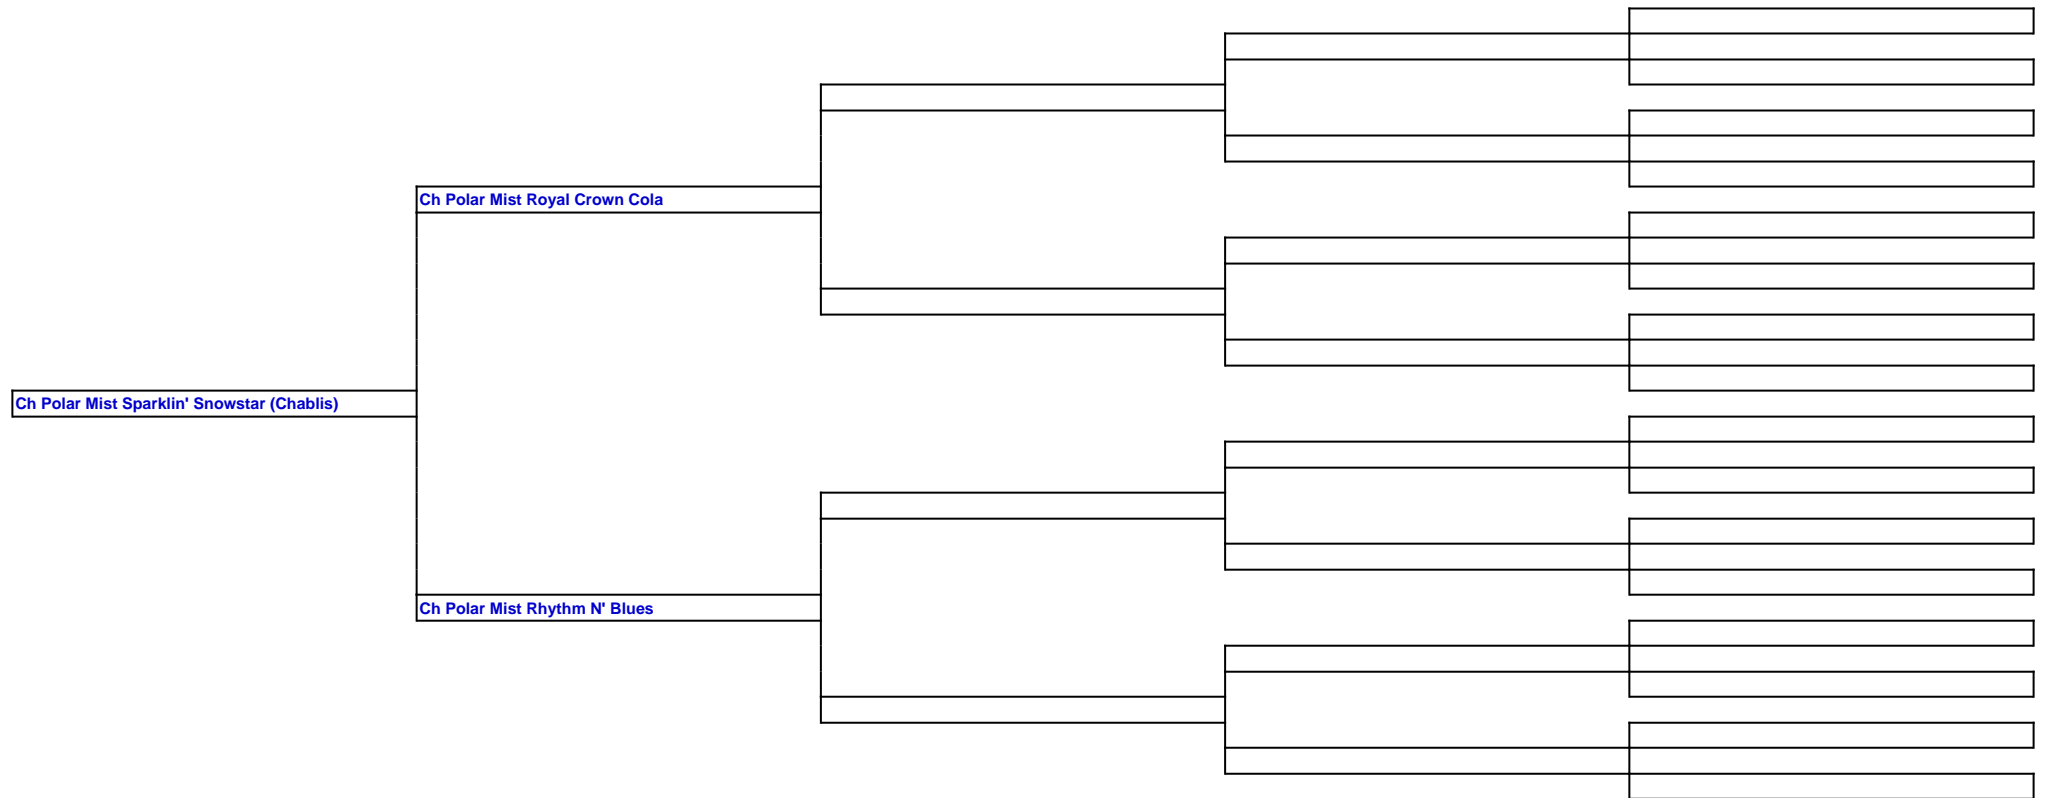 Ch Polar Mist Royal Crown Cola
Ch Polar Mist Sparklin' Snowstar (Chablis)
Ch Polar Mist Rhythm N' Blues